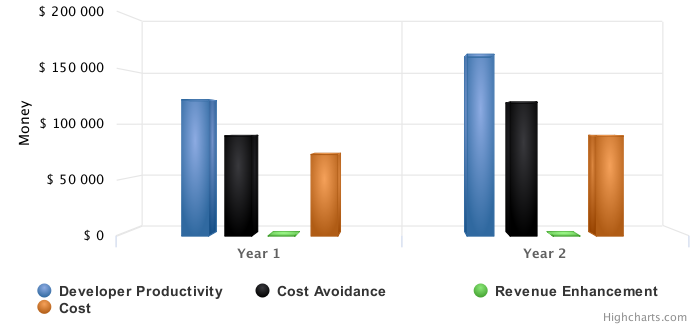 $ 200 000
$ 150 000
$ 100 000
$ 50 000
$ 0
Money
Year 1
Year 2
Developer Productivity
Cost Avoidance
Revenue Enhancement
Cost
Highcharts.com